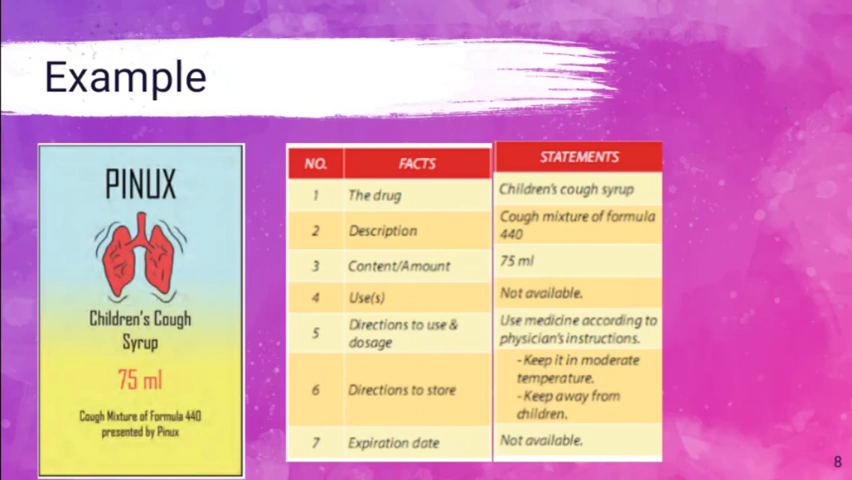 Example
PINUX
Children's Cough
Syrup
75 ml
Cough Mixture of Formula 440
presented by Pinux
NO. FACTS STATEMENTS
1 The drug Children's cough syrup
2 Description Cough mixture of formula
440
3 Content/Amount 75 ml
4 Use(s) Not available.
5 Directions to use &
dosage
Use medicine according to
physician's instructions.
6 Directions to store
-Keep it in moderate
temperature.
-Keep away from
children.
7 Expiration date Not available.
8